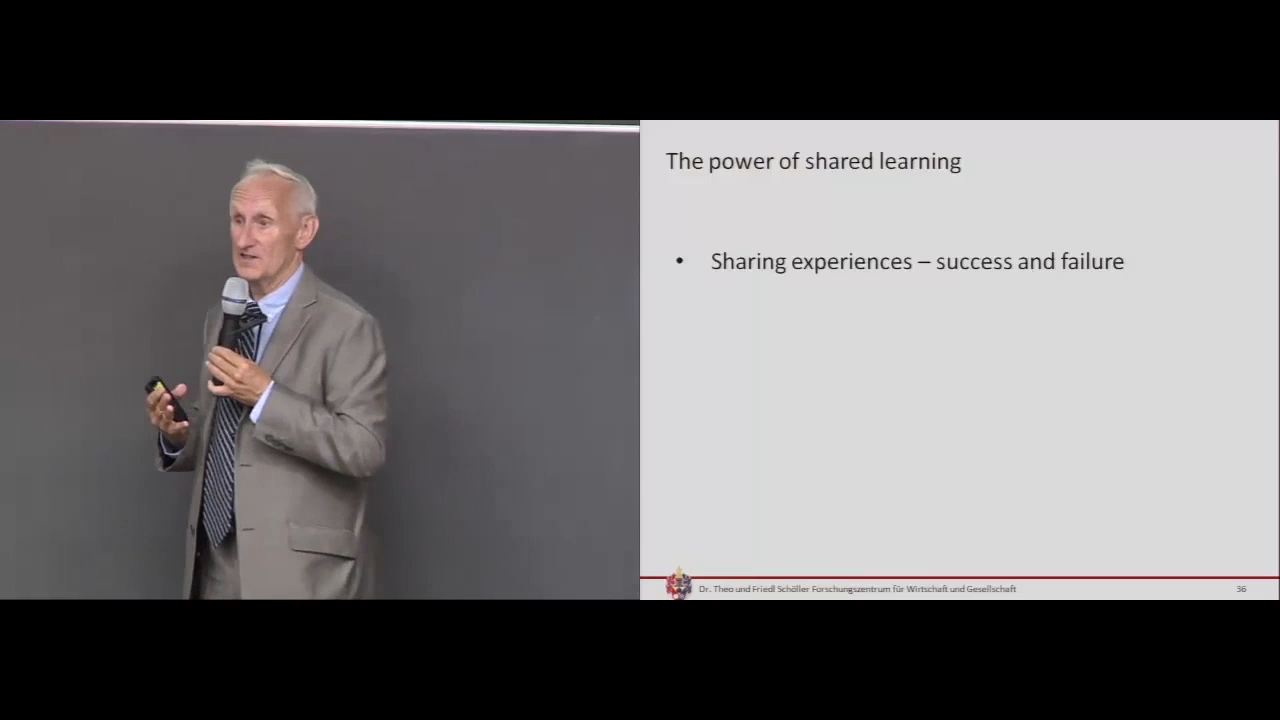 The power of shared learning
• Sharing experiences – success and failure
Dr. Theo und Friedl Schöller Forschungszentrum für Wirtschaft und Gesellschaft
36